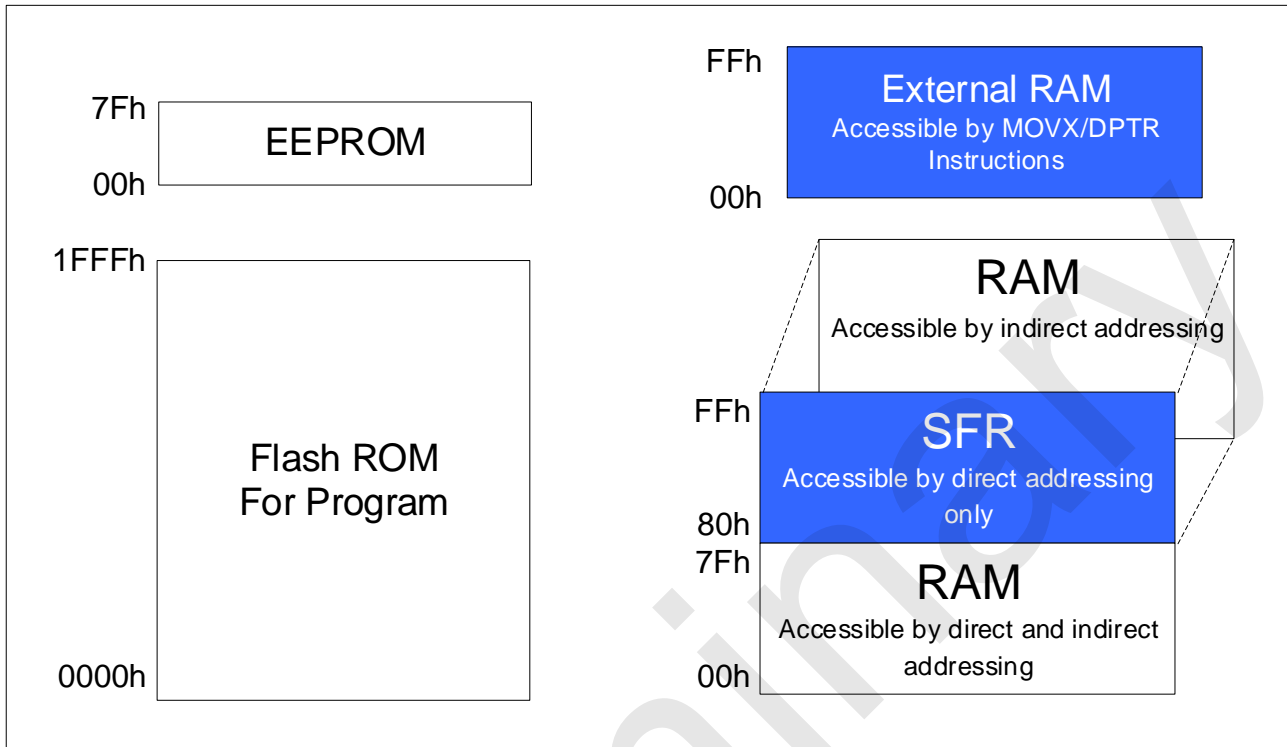 7Fh
EEPROM
00h
1FFFh
Flash ROM
For Program
0000h
FFh
External RAM
Accessible by MOVX/DPTR
Instructions
00h
RAM
Accessible by indirect addressing
FFh
SFR
Accessible by direct addressing
only
80h
7Fh
RAM
Accessible by direct and indirect
addressing
00h
inary